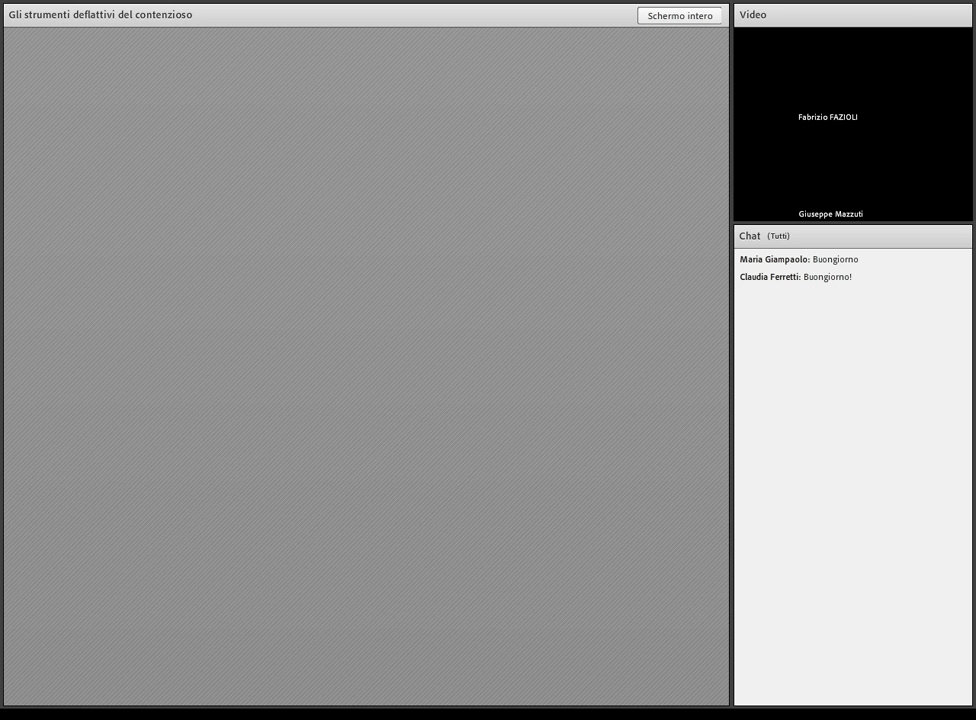 Gli strumenti deflattivi del contenzioso
Schermo intero
Video
Fabrizio FAZIOLI
Giuseppe Mazzuti
Chat (Tutti)
Maria Giampaolo: Buongiorno
Claudia Ferretti: Buongiorno!